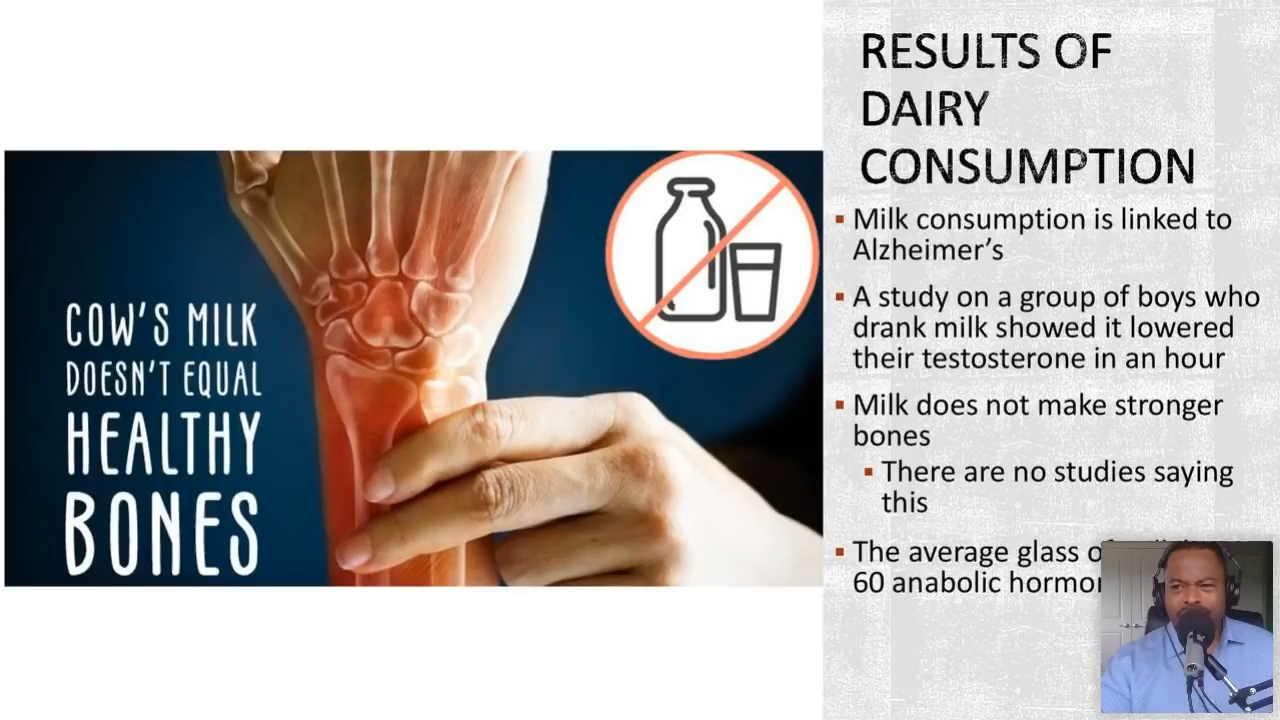 COW'S MILK
DOESN'T EQUAL
HEALTHY
BONES
RESULTS OF
DAIRY
CONSUMPTION
Milk consumption is linked to
Alzheimer's
A study on a group of boys who
drank milk showed it lowered
their testosterone in an hour
Milk does not make stronger
bones
There are no studies saying
this
The average glass
60 anabolic